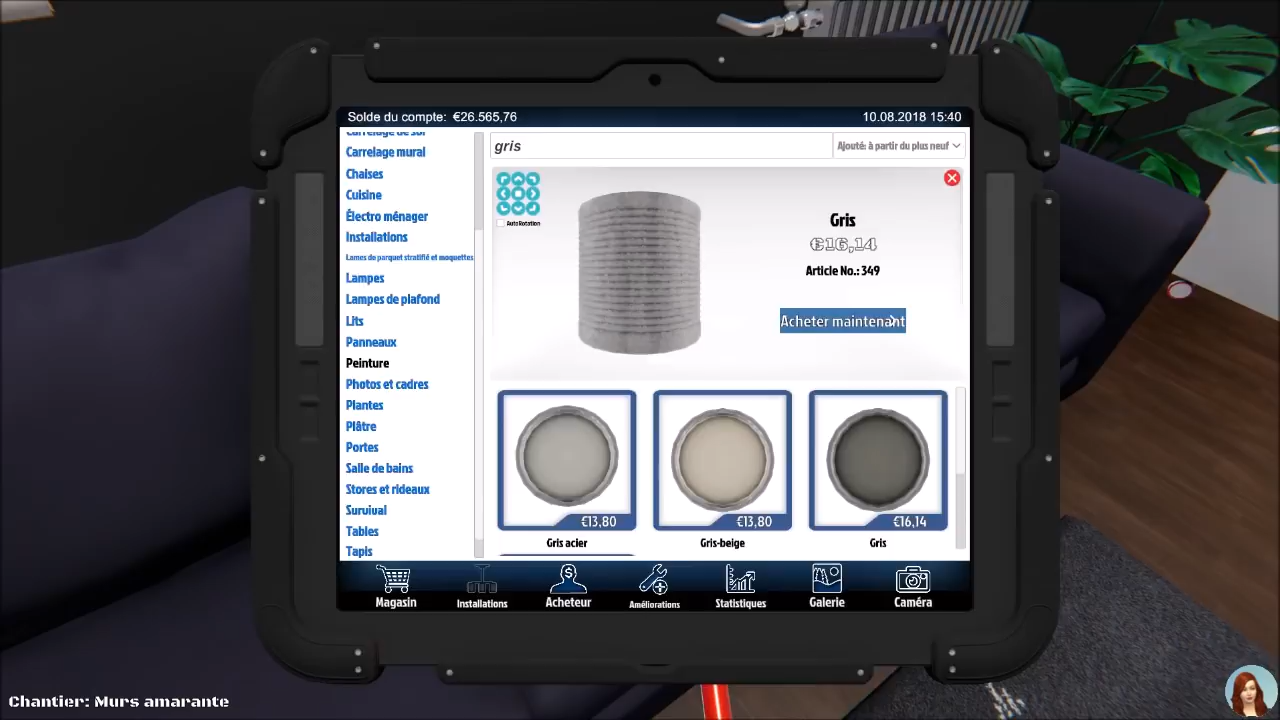 Solde du compte: €26.565,76
10.08.2018 15:40
Carrelage de sol
Carrelage mural
Chaises
Cuisine
Électro ménager
Installations
Lames de parquet stratifié et moquettes
Lampes
Lampes de plafond
Lits
Panneaux
Peinture
Photos et cadres
Plantes
Plâtre
Portes
Salle de bains
Stores et rideaux
Survival
Tables
Tapis
gris
Ajouté: à partir du plus neuf
AutoRotation
Gris
€16,14
Article No.: 349
Acheter maintenant
€13,80
€13,80
€16,14
Gris acier
Gris-beige
Gris
Magasin
Installations
Acheteur
Améliorations
Statistiques
Galerie
Caméra
Chantier: Murs amarante